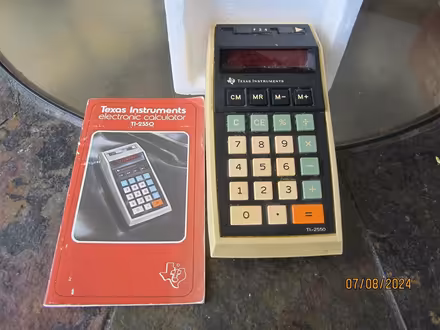 Texas Instruments
electronic calculator
TI-2550
TEXAS INSTRUMENTS
CM MR M− M+
C CE % ÷
7 8 9 ×
4 5 6 −
1 2 3 +
0 . =
TI-2550
07/08/2024